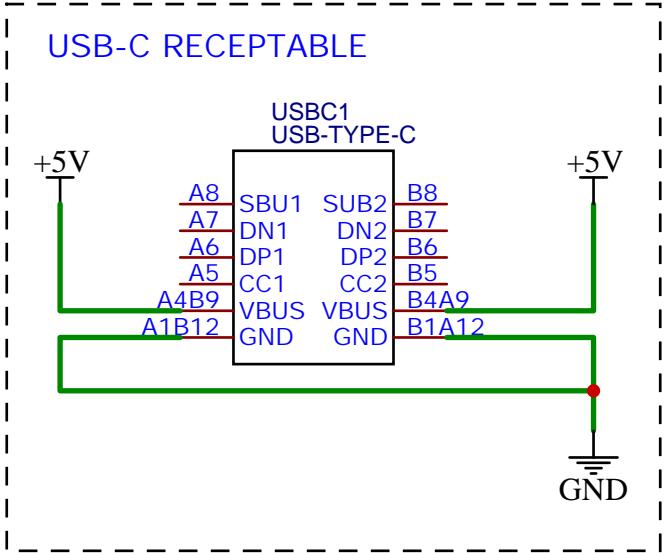 USB-C RECEPTABLE
USBC1
USB-TYPE-C
+5V
+5V
A8 SBU1 SUB2 B8
A7 DN1 DN2 B7
A6 DP1 DP2 B6
A5 CC1 CC2 B5
A4B9 VBUS VBUS B4A9
A1B12 GND GND B1A12
GND